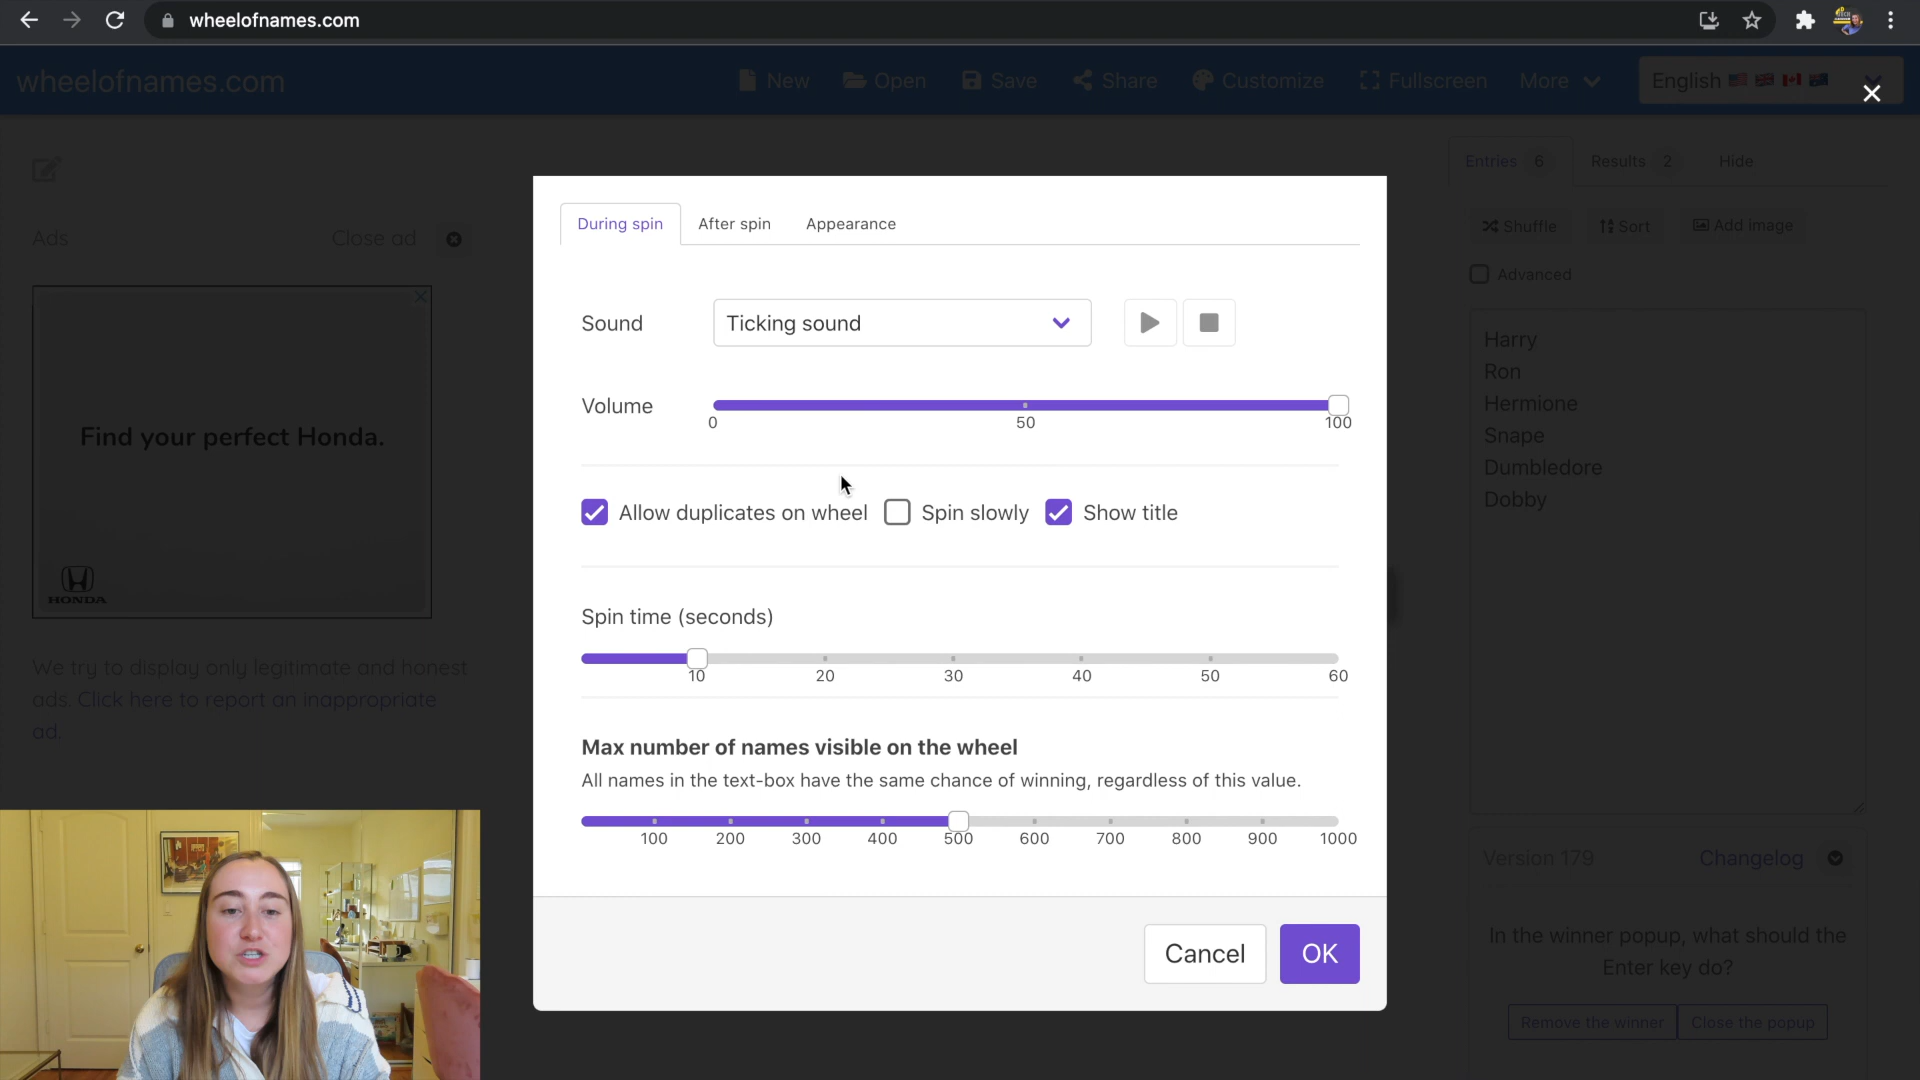 wheelofnames.com
wheelofnames.com
New
Open
Save
Share
Customize
Fullscreen
More
English
Entries 6
Results 2
Hide
Shuffle
Sort
Add image
Advanced
Harry
Ron
Hermione
Snape
Dumbledore
Dobby
Ads
Close ad
Find your perfect Honda.
HONDA
We try to display only legitimate and honest
ads. Click here to report an inappropriate
ad.
During spin
After spin
Appearance
Sound
Ticking sound
Volume
0 50 100
Allow duplicates on wheel
Spin slowly
Show title
Spin time (seconds)
10 20 30 40 50 60
Max number of names visible on the wheel
All names in the text-box have the same chance of winning, regardless of this value.
100 200 300 400 500 600 700 800 900 1000
Cancel
OK
Version 179
Changelog
In the winner popup, what should the
Enter key do?
Remove the winner
Close the popup